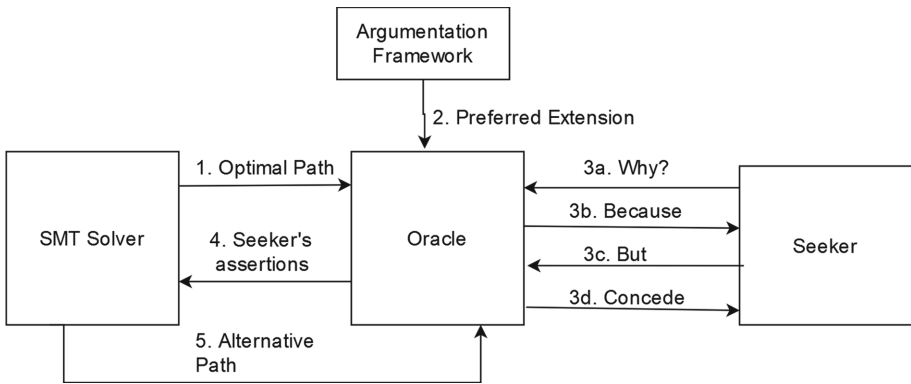 Argumentation
Framework
2. Preferred Extension
1. Optimal Path
3a. Why?
3b. Because
SMT Solver
4. Seeker's
assertions
Oracle
3c. But
Seeker
3d. Concede
5. Alternative
Path